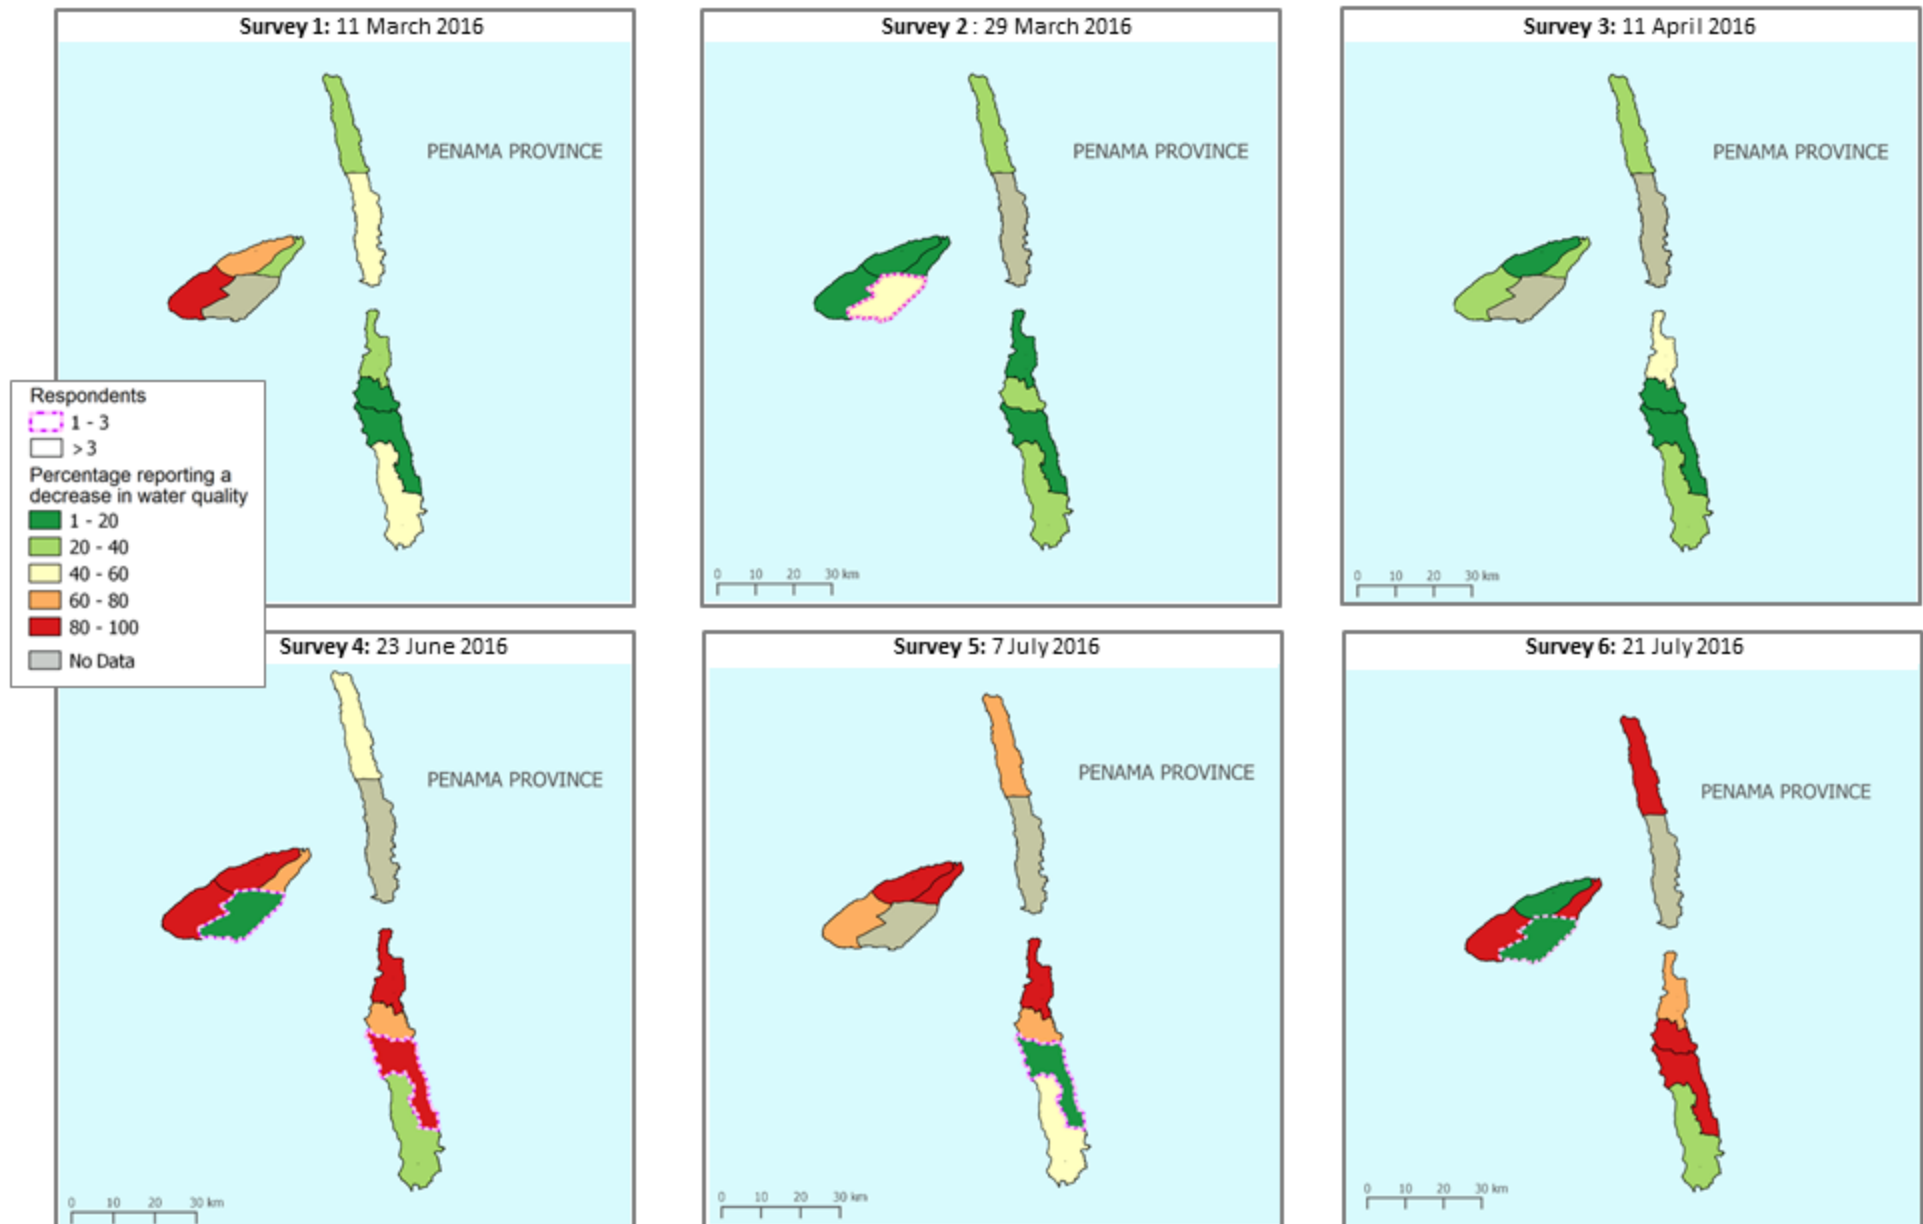 Survey 1: 11 March 2016
PENAMA PROVINCE
Survey 2 : 29 March 2016
PENAMA PROVINCE
0 10 20 30 km
Survey 3: 11 April 2016
PENAMA PROVINCE
0 10 20 30 km
Respondents
1 - 3
> 3
Percentage reporting a
decrease in water quality
1 - 20
20 - 40
40 - 60
60 - 80
80 - 100
No Data
Survey 4: 23 June 2016
PENAMA PROVINCE
0 10 20 30 km
Survey 5: 7 July 2016
PENAMA PROVINCE
0 10 20 30 km
Survey 6: 21 July 2016
PENAMA PROVINCE
0 10 20 30 km